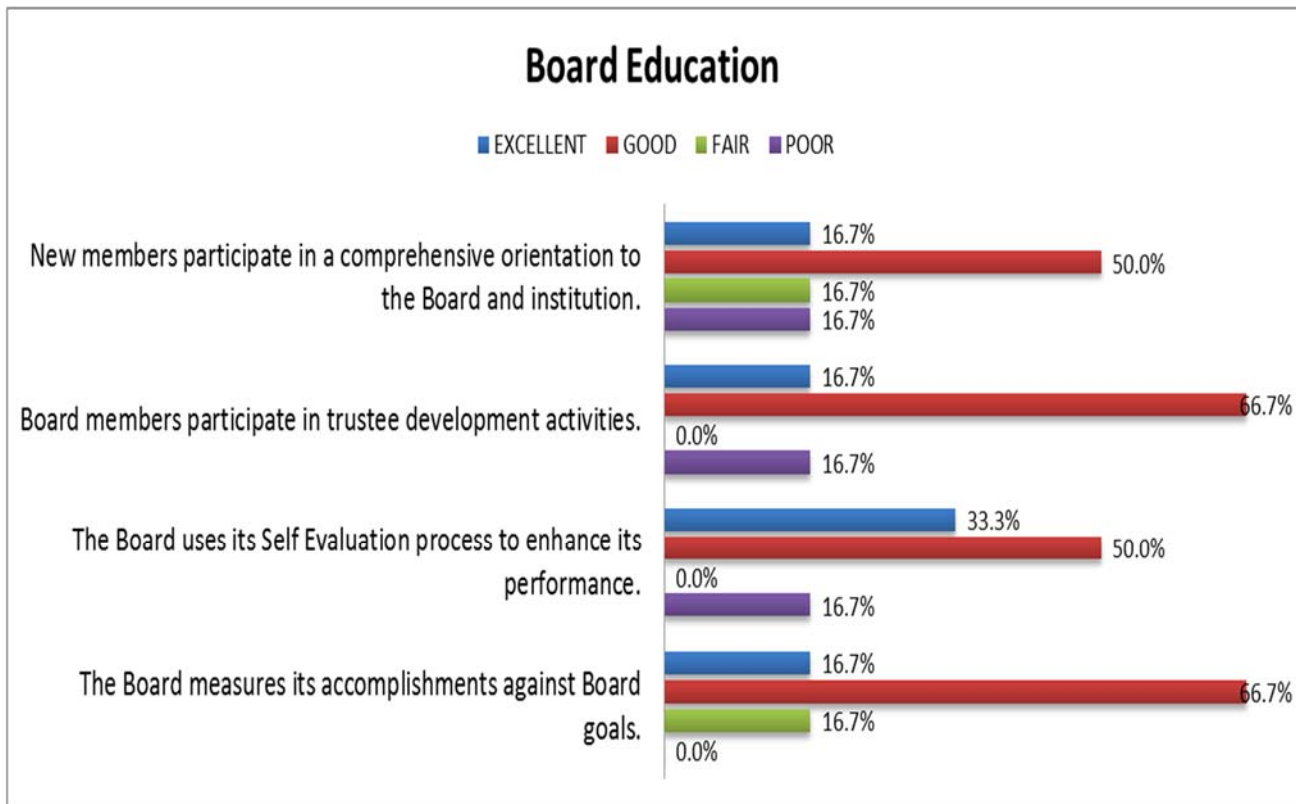 Board Education
EXCELLENT GOOD FAIR POOR
New members participate in a comprehensive orientation to
the Board and institution.
16.7%
50.0%
16.7%
16.7%
Board members participate in trustee development activities.
16.7%
66.7%
0.0%
16.7%
The Board uses its Self Evaluation process to enhance its
performance.
33.3%
50.0%
0.0%
16.7%
The Board measures its accomplishments against Board
goals.
16.7%
66.7%
16.7%
0.0%